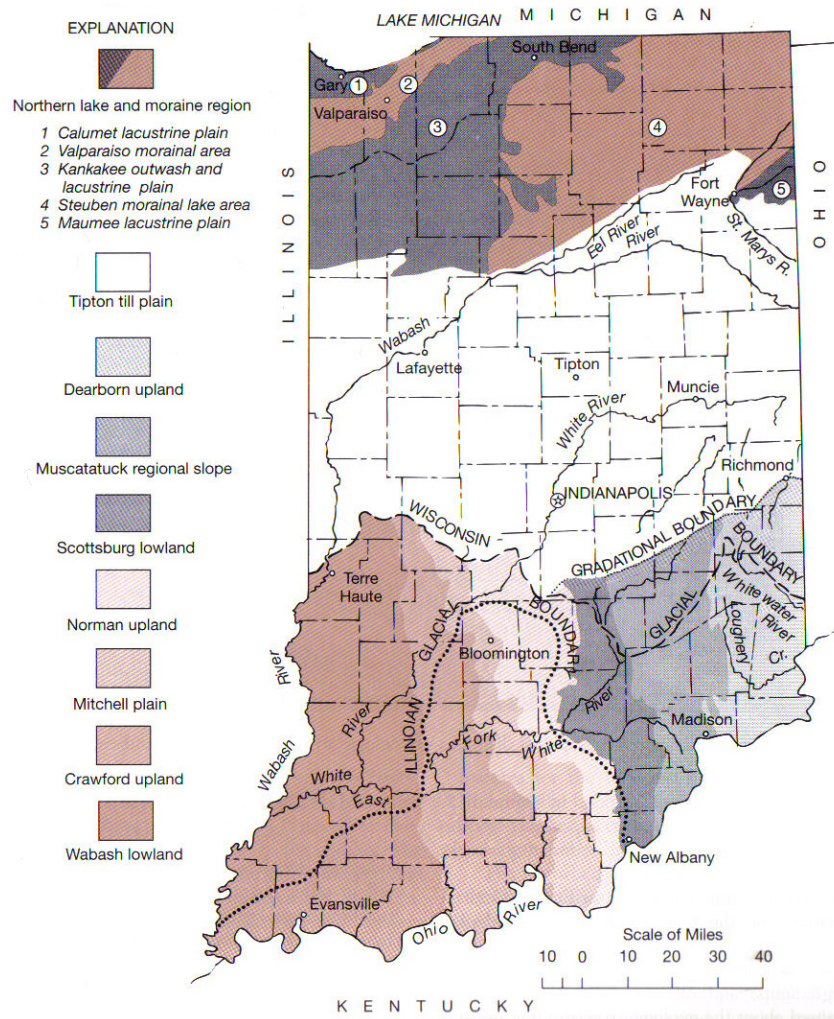 EXPLANATION
Northern lake and moraine region
1 Calumet lacustrine plain
2 Valparaiso morainal area
3 Kankakee outwash and
lacustrine plain
4 Steuben morainal lake area
5 Maumee lacustrine plain
Tipton till plain
Dearborn upland
Muscatatuck regional slope
Scottsburg lowland
Norman upland
Mitchell plain
Crawford upland
Wabash lowland
LAKE MICHIGAN
MICHIGAN
South Bend
Gary
1
2
Valparaiso
3
4
ILLINOIS
OHIO
Fort
Wayne
5
Eel River
River
St. Marys R.
Wabash
Lafayette
Tipton
Muncie
White River
Richmond
INDIANAPOLIS
WISCONSIN
GRADATIONAL BOUNDARY
BOUNDARY
Terre
Haute
GLACIAL
BOUNDARY
GLACIAL
White water
River
Loughery
Cr.
Bloomington
River
River
River
ILLINOIAN
Madison
Fork
White
Wabash
White
East
New Albany
Evansville
Ohio
River
Scale of Miles
10 0 10 20 30 40
KENTUCKY